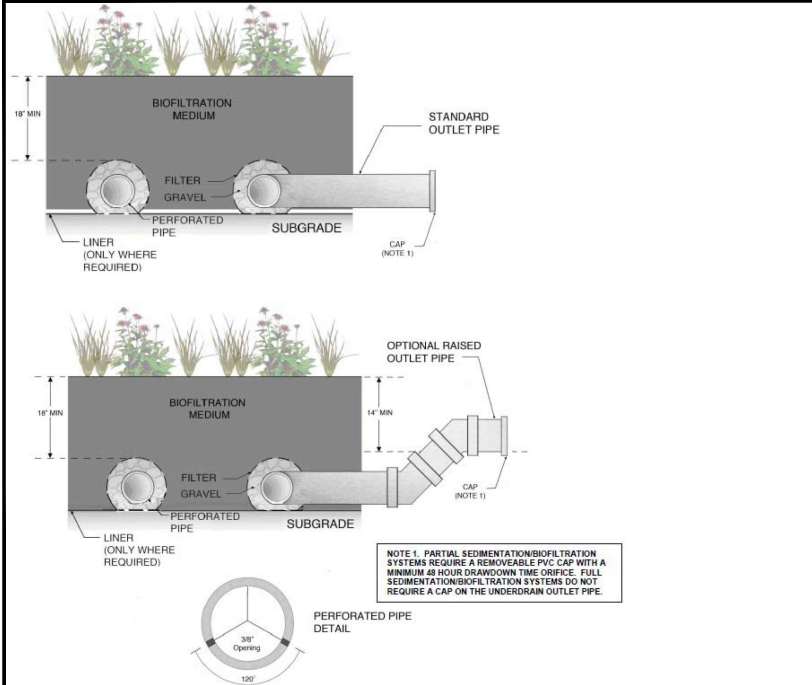 BIOFILTRATION
MEDIUM
18" MIN
STANDARD
OUTLET PIPE
FILTER
GRAVEL
PERFORATED
PIPE
SUBGRADE
LINER
(ONLY WHERE
REQUIRED)
CAP
(NOTE 1)
OPTIONAL RAISED
OUTLET PIPE
BIOFILTRATION
MEDIUM
18" MIN
14" MIN
FILTER
GRAVEL
CAP
(NOTE 1)
PERFORATED
PIPE
SUBGRADE
LINER
(ONLY WHERE
REQUIRED)
NOTE 1. PARTIAL SEDIMENTATION/BIOFILTRATION
SYSTEMS REQUIRE A REMOVEABLE PVC CAP WITH A
MINIMUM 48 HOUR DRAWDOWN TIME ORIFICE. FULL
SEDIMENTATION/BIOFILTRATION SYSTEMS DO NOT
REQUIRE A CAP ON THE UNDERDRAIN OUTLET PIPE.
PERFORATED PIPE
DETAIL
3/8"
Opening
120°